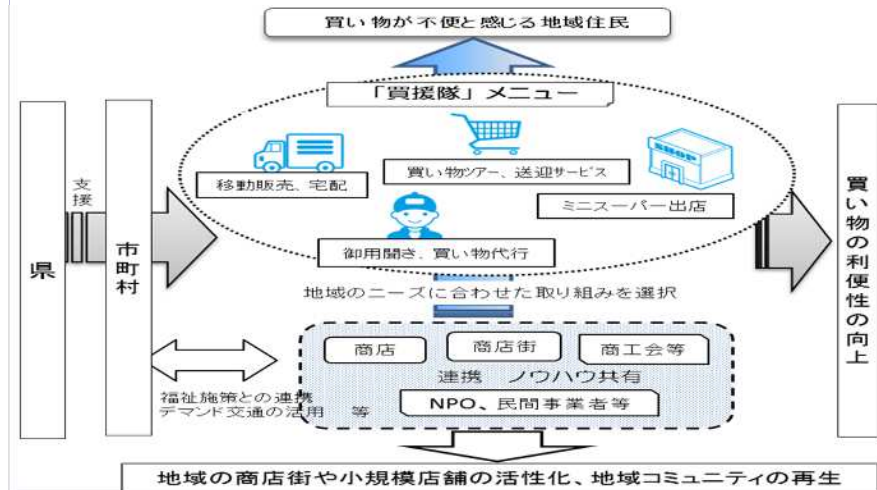 買い物が不便と感じる地域住民
「買援隊」メニュー
移動販売、宅配
買い物ツアー、送迎サービス
SHOP
ミニスーパー出店
御用聞き、買い物代行
支援
県
市町村
買い物の利便性の向上
地域のニーズに合わせた取り組みを選択
商店
商店街
商工会等
連携 ノウハウ共有
NPO、民間事業者等
福祉施策との連携
デマンド交通の活用 等
地域の商店街や小規模店舗の活性化、地域コミュニティの再生